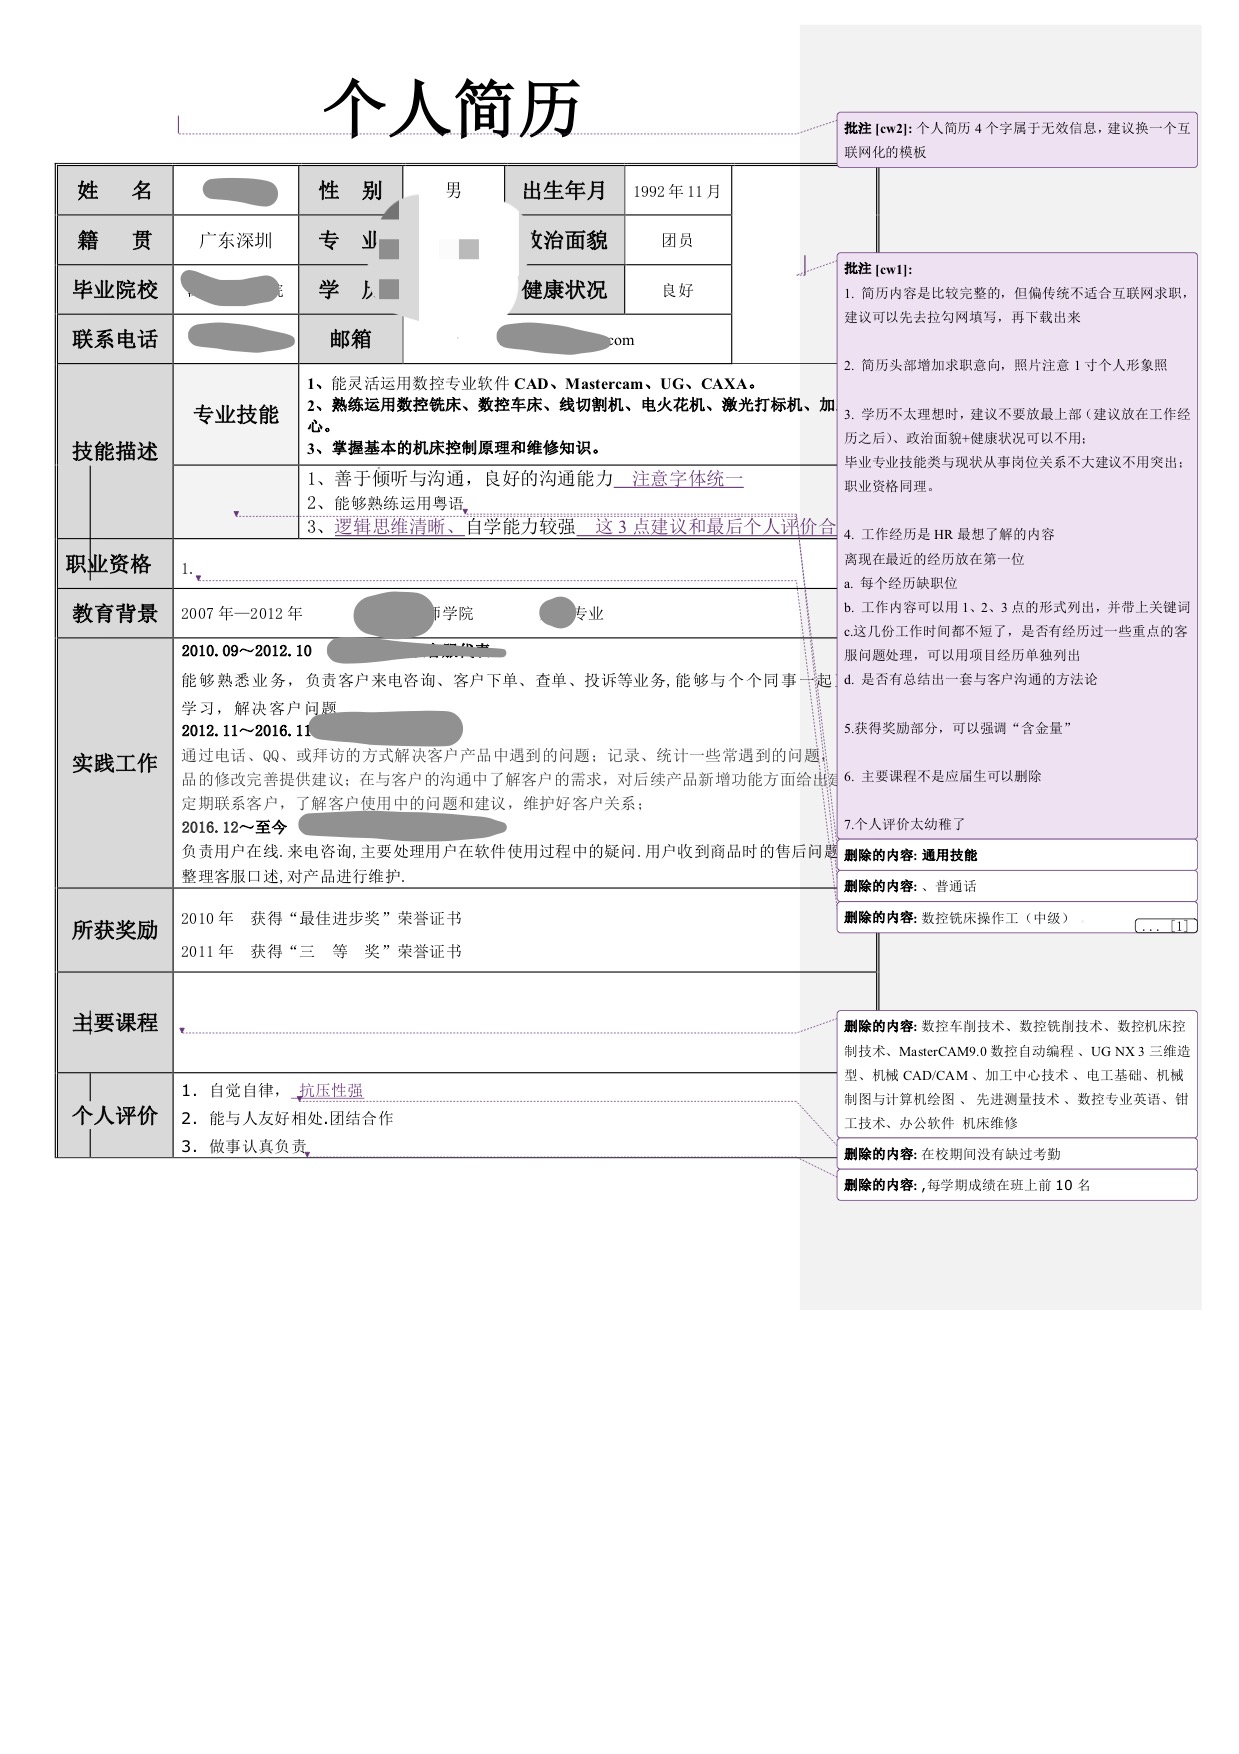 个人简历
姓 名 性 别 男 出生年月 1992 年 11 月
籍 贯 广东深圳 专 政治面貌 团员
毕业院校 学 健康状况 良好
联系电话 邮箱 com
技能描述
专业技能
1、能灵活运用数控专业软件 CAD、Mastercam、UG、CAXA。
2、熟练运用数控铣床、数控车床、线切割机、电火花机、激光打标机、加
心。
3、掌握基本的机床控制原理和维修知识。
1、善于倾听与沟通，良好的沟通能力 注意字体统一
2、能够熟练运用粤语
3、逻辑思维清晰、自学能力较强 这 3 点建议和最后个人评价合
职业资格 1.
教育背景 2007 年—2012 年 学院 专业
实践工作
2010.09～2012.10
能够熟悉业务，负责客户来电咨询、客户下单、查单、投诉等业务,能够与个个同事一起
学习，解决客户问题
2012.11～2016.11
通过电话、QQ、或拜访的方式解决客户产品中遇到的问题；记录、统计一些常遇到的问题，
品的修改完善提供建议；在与客户的沟通中了解客户的需求，对后续产品新增功能方面给出
定期联系客户，了解客户使用中的问题和建议，维护好客户关系；
2016.12～至今
负责用户在线.来电咨询,主要处理用户在软件使用过程中的疑问.用户收到商品时的售后问题
整理客服口述,对产品进行维护.
所获奖励
2010 年 获得“最佳进步奖”荣誉证书
2011 年 获得“三 等 奖”荣誉证书
主要课程
个人评价
1. 自觉自律， 抗压性强
2. 能与人友好相处.团结合作
3. 做事认真负责
批注 [cw2]: 个人简历 4 个字属于无效信息，建议换一个互
联网化的模板
批注 [cw1]:
1. 简历内容是比较完整的，但偏传统不适合互联网求职，
建议可以先去拉勾网填写，再下载出来
2. 简历头部增加求职意向，照片注意 1 寸个人形象照
3. 学历不太理想时，建议不要放最上部（建议放在工作经
历之后）、政治面貌+健康状况可以不用；
毕业专业技能类与现状从事岗位关系不大建议不用突出；
职业资格同理。
4. 工作经历是 HR 最想了解的内容
离现在最近的经历放在第一位
a. 每个经历缺职位
b. 工作内容可以用 1、2、3 点的形式列出，并带上关键词
c.这几份工作时间都不短了，是否有经历过一些重点的客
服问题处理，可以用项目经历单独列出
d. 是否有总结出一套与客户沟通的方法论
5.获得奖励部分，可以强调“含金量”
6. 主要课程不是应届生可以删除
7.个人评价太幼稚了
删除的内容: 通用技能
删除的内容: 、普通话
删除的内容: 数控铣床操作工（中级）
... [1]
删除的内容: 数控车削技术、数控铣削技术、数控机床控
制技术、MasterCAM9.0 数控自动编程 、UG NX 3 三维造
型、机械 CAD/CAM 、加工中心技术 、电工基础、机械
制图与计算机绘图 、 先进测量技术 、数控专业英语、钳
工技术、办公软件 机床维修
删除的内容: 在校期间没有缺过考勤
删除的内容: ,每学期成绩在班上前 10 名